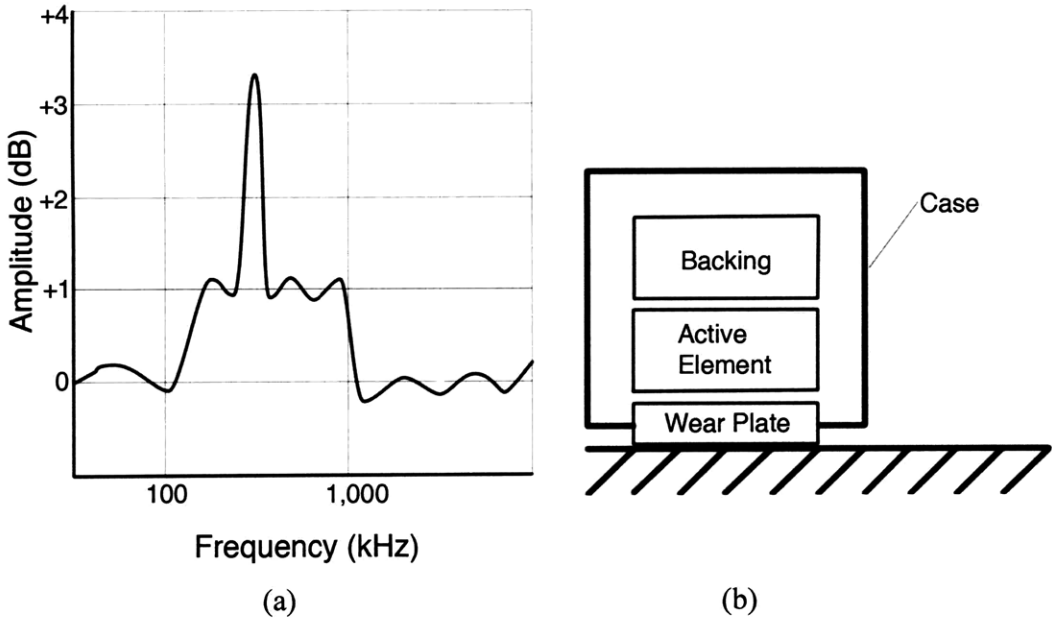 +4
+3
+2
+1
0
Amplitude (dB)
100
1,000
Frequency (kHz)
(a)
Case
Backing
Active
Element
Wear Plate
(b)